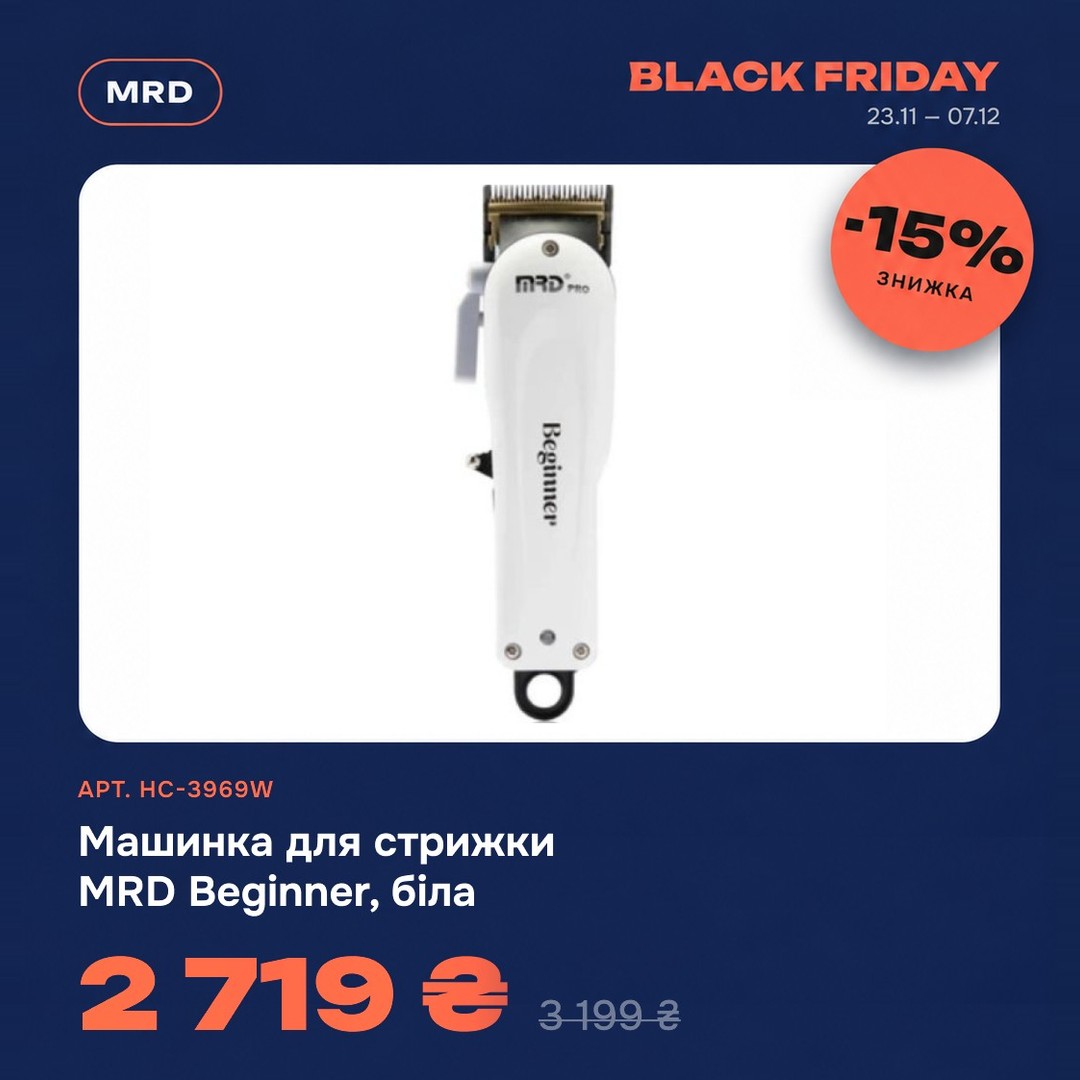 MRD
BLACK FRIDAY
23.11 – 07.12
-15%
ЗНИЖКА
MRD® PRO
Beginner
АРТ. HC-3969W
Машинка для стрижки
MRD Beginner, біла
2 719 ₴
3 199 ₴